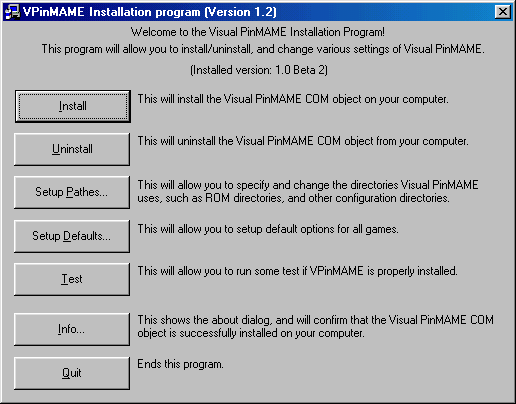 VPinMAME Installation program (Version 1.2)
Welcome to the Visual PinMAME Installation Program!
This program will allow you to install/uninstall, and change various settings of Visual PinMAME.
(Installed version: 1.0 Beta 2)
Install
This will install the Visual PinMAME COM object on your computer.
Uninstall
This will uninstall the Visual PinMAME COM object from your computer.
Setup Pathes...
This will allow you to specify and change the directories Visual PinMAME
uses, such as ROM directories, and other configuration directories.
Setup Defaults...
This will allow you to setup default options for all games.
Test
This will allow you to run some test if VPinMAME is properly installed.
Info...
This shows the about dialog, and will confirm that the Visual PinMAME COM
object is successfully installed on your computer.
Quit
Ends this program.